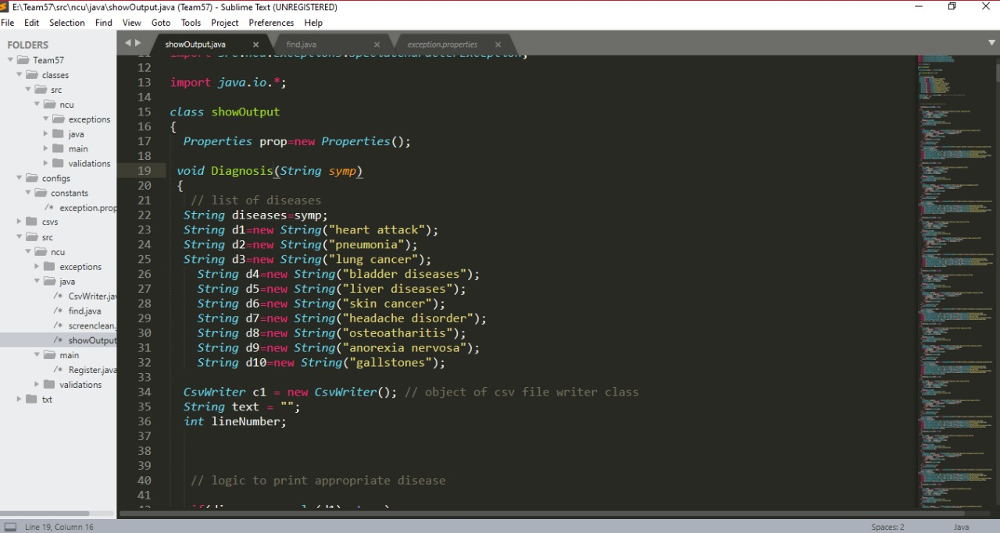 E:\Team57\src\ncu\java\showOutput.java (Team57) - Sublime Text (UNREGISTERED)
File Edit Selection Find View Goto Tools Project Preferences Help
FOLDERS
Team57
classes
src
ncu
exceptions
java
main
validations
configs
constants
/* exception.prop
csvs
src
ncu
exceptions
java
/* CsvWriter.jav
/* find.java
/* screenclean.
/* showOutput
main
/* Register.java
validations
txt
showOutput.java × find.java × exception.properties ×
12
13 import java.io.*;
14
15 class showOutput
16 {
17 Properties prop=new Properties();
18
19 void Diagnosis(String symp)
20 {
21 // list of diseases
22 String diseases=symp;
23 String d1=new String("heart attack");
24 String d2=new String("pneumonia");
25 String d3=new String("lung cancer");
26 String d4=new String("bladder diseases");
27 String d5=new String("liver diseases");
28 String d6=new String("skin cancer");
29 String d7=new String("headache disorder");
30 String d8=new String("osteoatharitis");
31 String d9=new String("anorexia nervosa");
32 String d10=new String("gallstones");
33
34 CsvWriter c1 = new CsvWriter(); // object of csv file writer class
35 String text = "";
36 int lineNumber;
37
38
39
40 // logic to print appropriate disease
41
Line 19, Column 16 Spaces: 2 Java